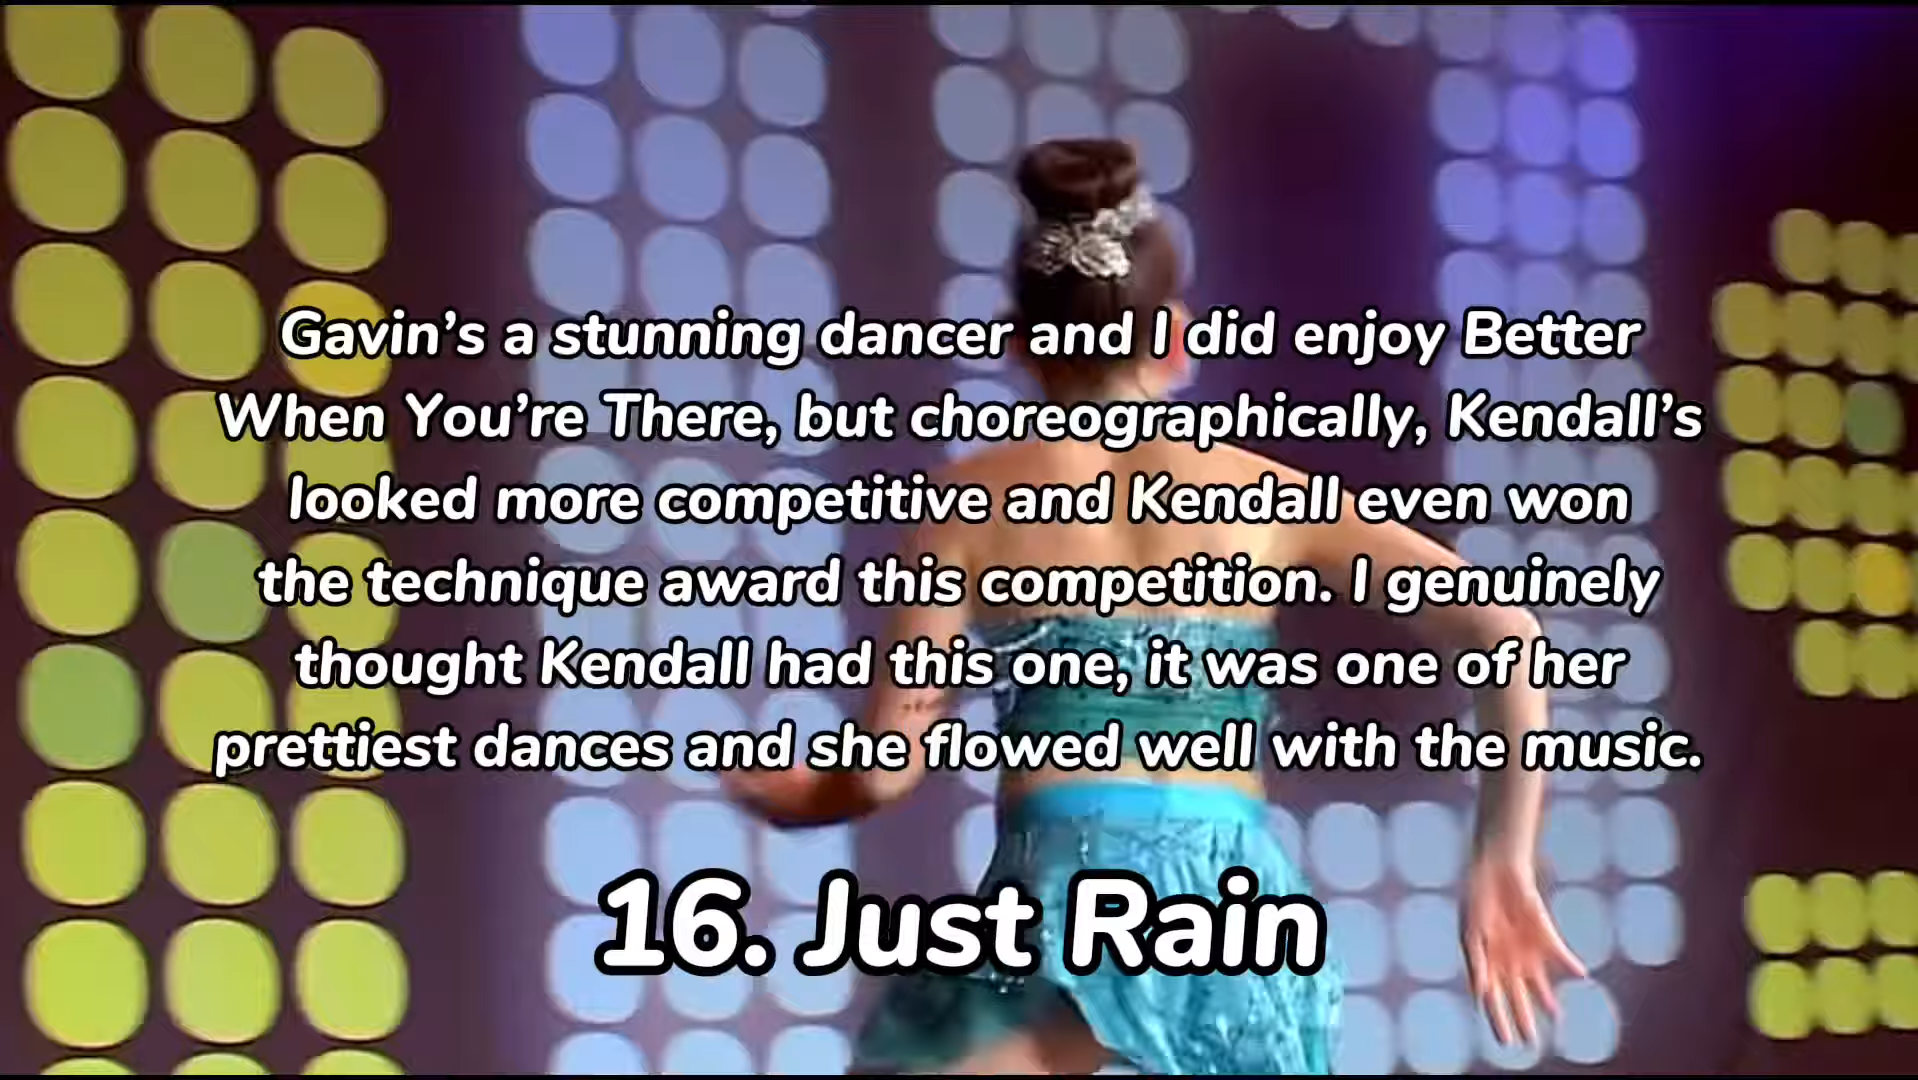 Gavin’s a stunning dancer and I did enjoy Better
When You’re There, but choreographically, Kendall’s
looked more competitive and Kendall even won
the technique award this competition. I genuinely
thought Kendall had this one, it was one of her
prettiest dances and she flowed well with the music.
16. Just Rain